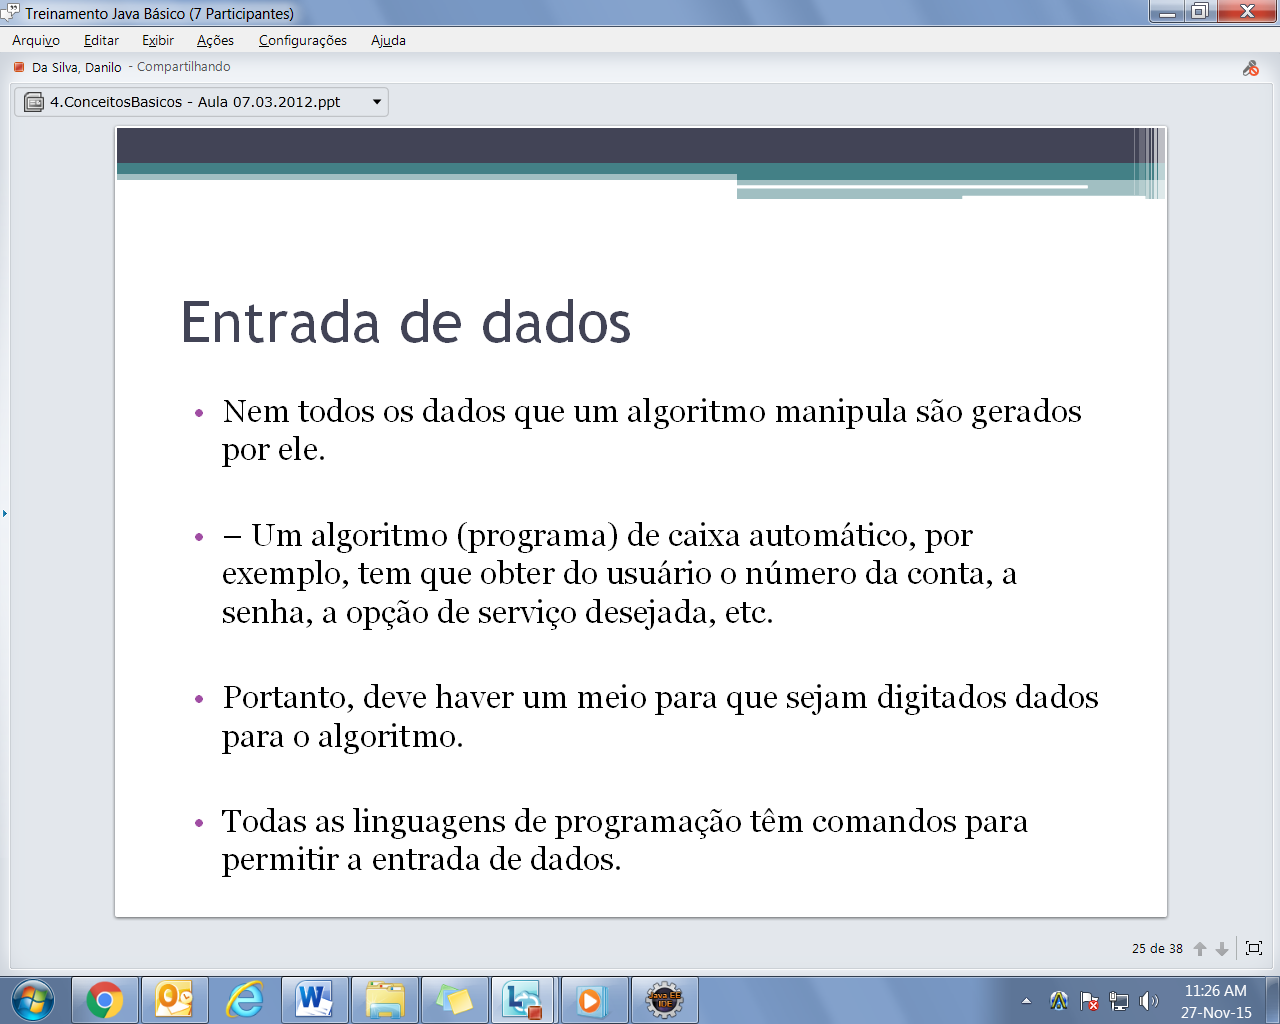 Treinamento Java Básico (7 Participantes)
Arquivo Editar Exibir Ações Configurações Ajuda
Da Silva, Danilo - Compartilhando
4.ConceitosBasicos - Aula 07.03.2012.ppt
Entrada de dados
• Nem todos os dados que um algoritmo manipula são gerados
por ele.
• – Um algoritmo (programa) de caixa automático, por
exemplo, tem que obter do usuário o número da conta, a
senha, a opção de serviço desejada, etc.
• Portanto, deve haver um meio para que sejam digitados dados
para o algoritmo.
• Todas as linguagens de programação têm comandos para
permitir a entrada de dados.
25 de 38
Java EE
IDE
11:26 AM
27-Nov-15